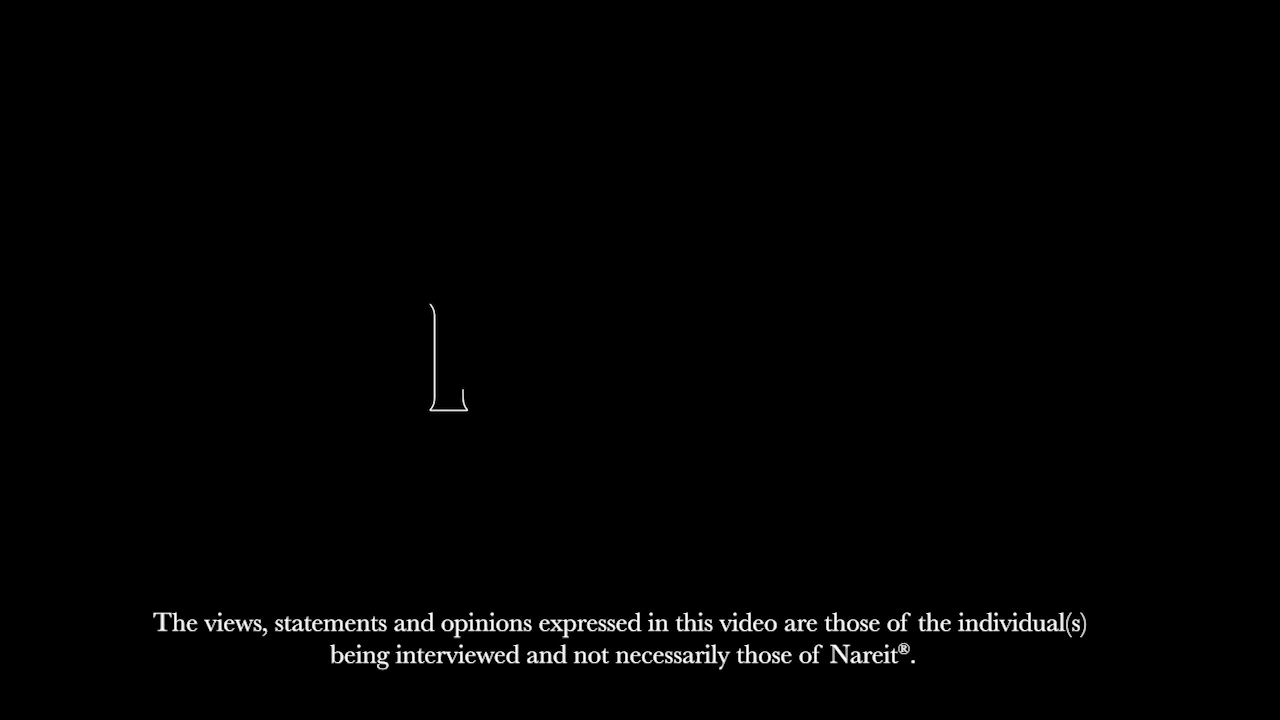 The views, statements and opinions expressed in this video are those of the individual(s)
being interviewed and not necessarily those of Nareit®.